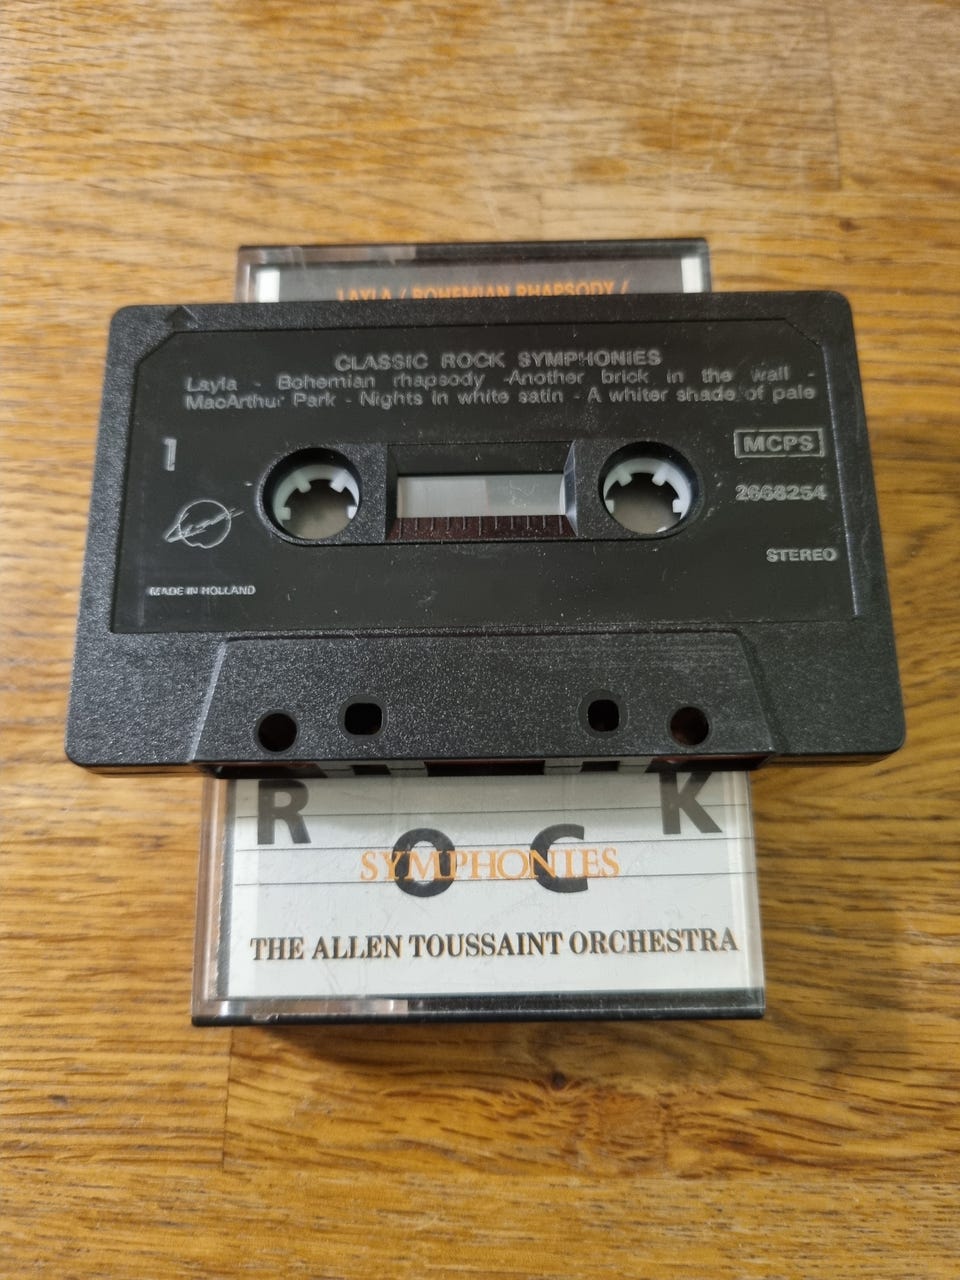 LAYLA / BOHEMIAN RHAPSODY /
CLASSIC ROCK SYMPHONIES
Layla - Bohemian rhapsody -Another brick in the wall -
MacArthur Park - Nights in white satin - A whiter shade of pale
1
MCPS
2668254
STEREO
MADE IN HOLLAND
ROCK
SYMPHONIES
THE ALLEN TOUSSAINT ORCHESTRA